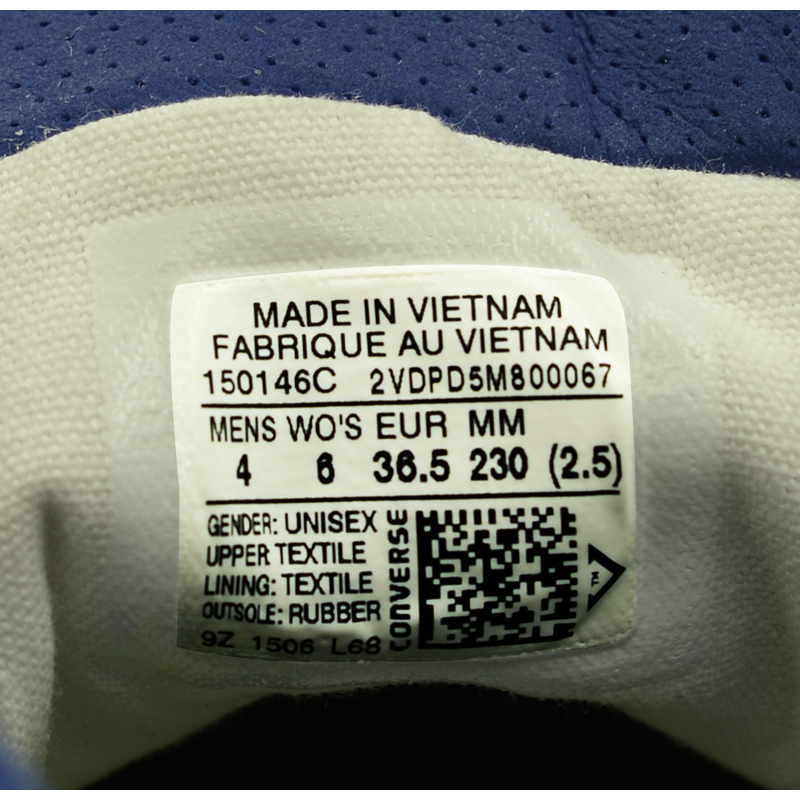 MADE IN VIETNAM
FABRIQUE AU VIETNAM
150146C 2VDPD5M800067
MENS WO'S EUR MM
4 6 36.5 230 (2.5)
GENDER: UNISEX
UPPER TEXTILE
LINING: TEXTILE
OUTSOLE: RUBBER
9Z 1506 L68
CONVERSE
TM